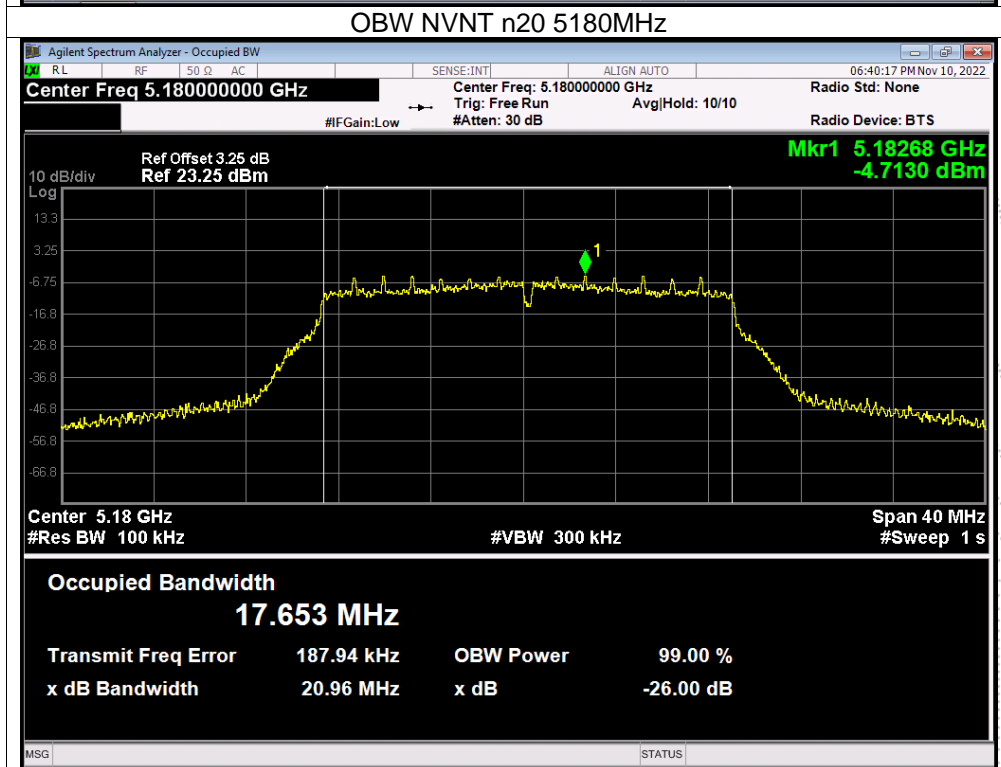 OBW NVNT n20 5180MHz
Agilent Spectrum Analyzer - Occupied BW
LXI RL RF 50 Ω AC SENSE:INT ALIGN AUTO 06:40:17 PM Nov 10, 2022
Center Freq 5.180000000 GHz Center Freq: 5.180000000 GHz Radio Std: None
Trig: Free Run Avg|Hold: 10/10
#IFGain:Low #Atten: 30 dB Radio Device: BTS
Ref Offset 3.25 dB Mkr1 5.18268 GHz
10 dB/div Ref 23.25 dBm -4.7130 dBm
Log
13.3
3.25
1
-6.75
-16.8
-26.8
-36.8
-46.8
-56.8
-66.8
Center 5.18 GHz Span 40 MHz
#Res BW 100 kHz #VBW 300 kHz #Sweep 1 s
Occupied Bandwidth
17.653 MHz
Transmit Freq Error 187.94 kHz OBW Power 99.00 %
x dB Bandwidth 20.96 MHz x dB -26.00 dB
MSG STATUS